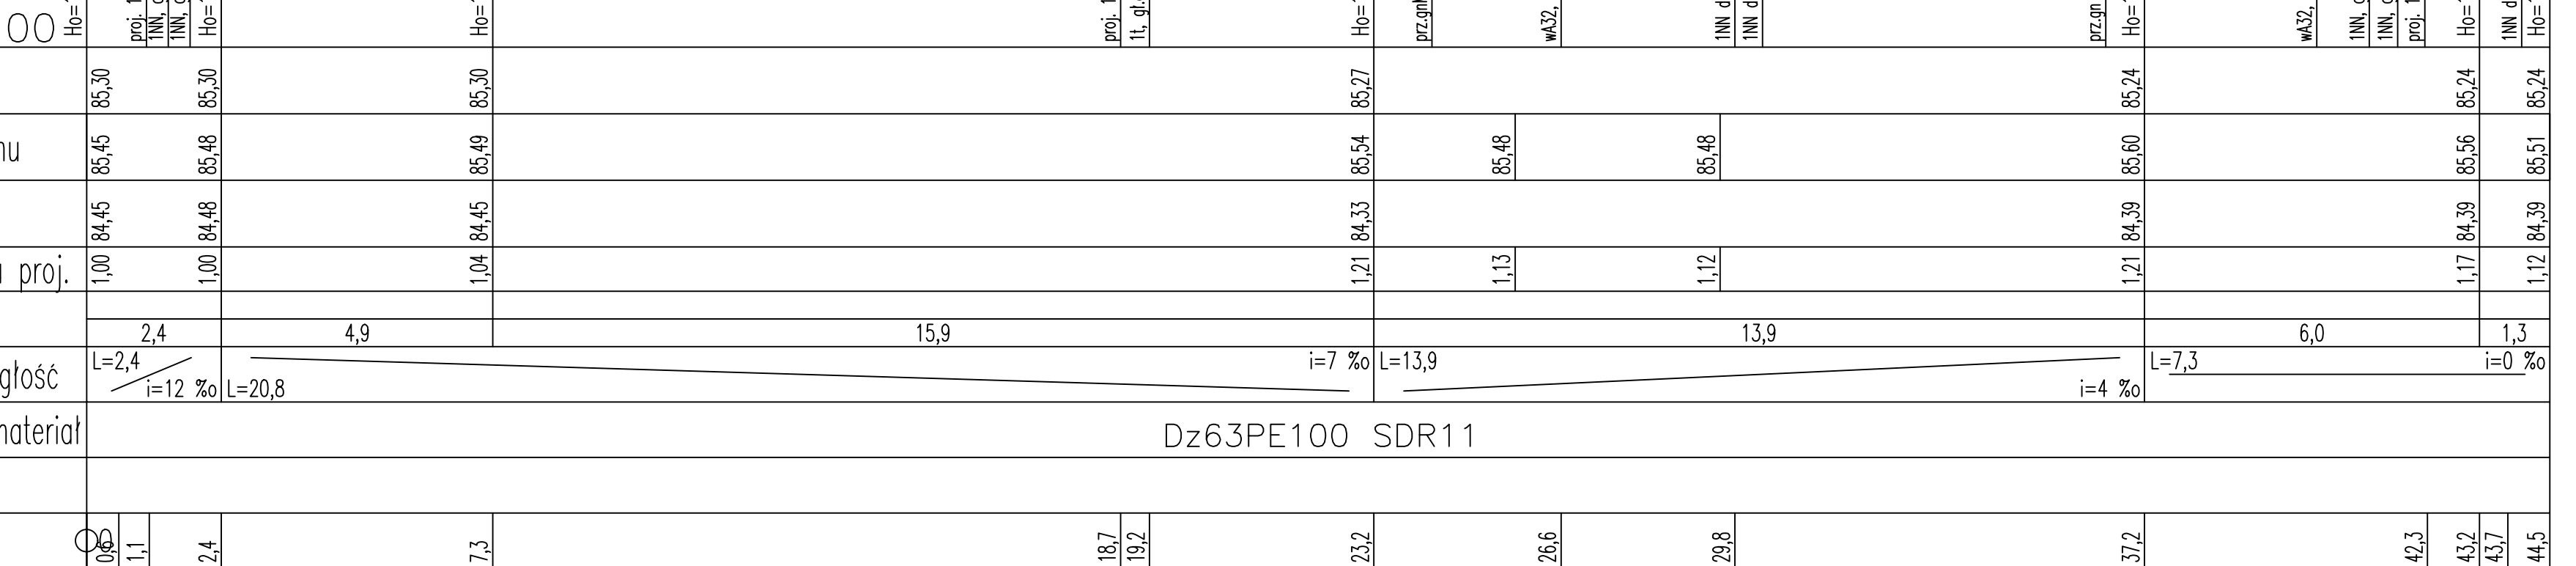 00 Ho= proj. 1 1NN, 1NN, Ho= Ho= proj. 1 1t, gł. Ho= prz.gn wA32, 1NN d 1NN d prz.gn Ho= wA32, 1NN, 1NN, proj. 1 Ho= 1NN d Ho=
85,30 85,30 85,30 85,27 85,24 85,24 85,24
nu 85,45 85,48 85,49 85,54 85,48 85,48 85,60 85,56 85,51
84,45 84,48 84,45 84,33 84,39 84,39 84,39
proj. 1,00 1,00 1,04 1,21 1,13 1,12 1,21 1,17 1,12
2,4 4,9 15,9 13,9 6,0 1,3
głość L=2,4 i=12 ‰ L=20,8 i=7 ‰ L=13,9 i=4 ‰ L=7,3 i=0 ‰
materiał Dz63PE100 SDR11
0,6 1,1 2,4 7,3 18,7 19,2 23,2 26,6 29,8 37,2 42,3 43,2 43,7 44,5